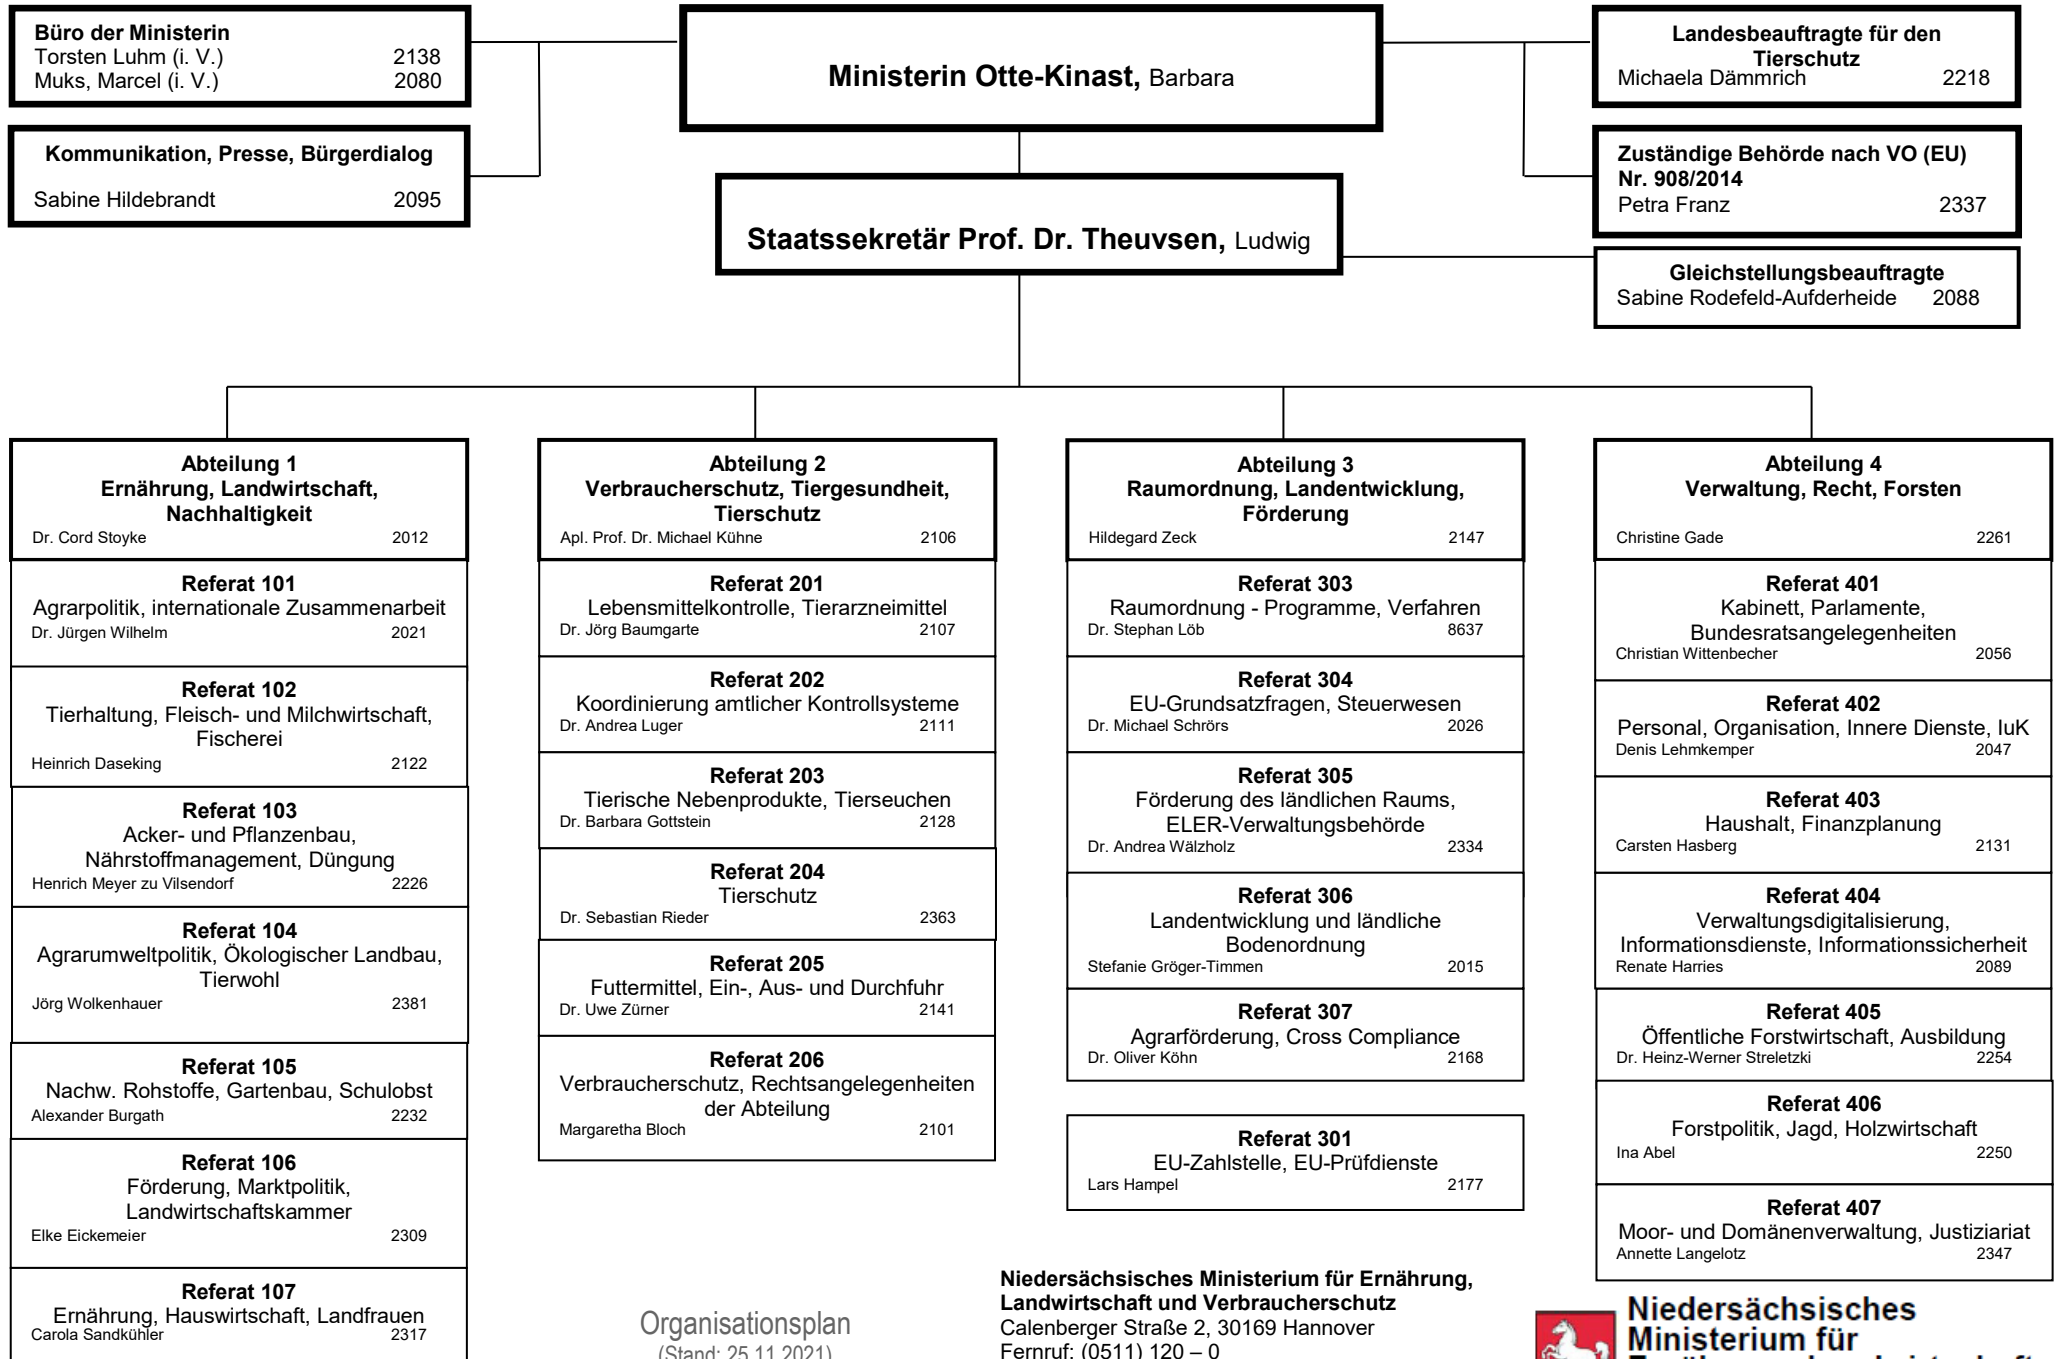 Büro der Ministerin
Torsten Luhm (i. V.) 2138
Muks, Marcel (i. V.) 2080
Kommunikation, Presse, Bürgerdialog
Sabine Hildebrandt 2095
Ministerin Otte-Kinast, Barbara
Staatssekretär Prof. Dr. Theuvsen, Ludwig
Landesbeauftragte für den
Tierschutz
Michaela Dämmrich 2218
Zuständige Behörde nach VO (EU)
Nr. 908/2014
Petra Franz 2337
Gleichstellungsbeauftragte
Sabine Rodefeld-Aufderheide 2088
Abteilung 1
Ernährung, Landwirtschaft,
Nachhaltigkeit
Dr. Cord Stoyke 2012
Referat 101
Agrarpolitik, internationale Zusammenarbeit
Dr. Jürgen Wilhelm 2021
Referat 102
Tierhaltung, Fleisch- und Milchwirtschaft,
Fischerei
Heinrich Daseking 2122
Referat 103
Acker- und Pflanzenbau,
Nährstoffmanagement, Düngung
Henrich Meyer zu Vilsendorf 2226
Referat 104
Agrarumweltpolitik, Ökologischer Landbau,
Tierwohl
Jörg Wolkenhauer 2381
Referat 105
Nachw. Rohstoffe, Gartenbau, Schulobst
Alexander Burgath 2232
Referat 106
Förderung, Marktpolitik,
Landwirtschaftskammer
Elke Eickemeier 2309
Referat 107
Ernährung, Hauswirtschaft, Landfrauen
Carola Sandkühler 2317
Abteilung 2
Verbraucherschutz, Tiergesundheit,
Tierschutz
Apl. Prof. Dr. Michael Kühne 2106
Referat 201
Lebensmittelkontrolle, Tierarzneimittel
Dr. Jörg Baumgarte 2107
Referat 202
Koordinierung amtlicher Kontrollsysteme
Dr. Andrea Luger 2111
Referat 203
Tierische Nebenprodukte, Tierseuchen
Dr. Barbara Gottstein 2128
Referat 204
Tierschutz
Dr. Sebastian Rieder 2363
Referat 205
Futtermittel, Ein-, Aus- und Durchfuhr
Dr. Uwe Zürner 2141
Referat 206
Verbraucherschutz, Rechtsangelegenheiten
der Abteilung
Margaretha Bloch 2101
Abteilung 3
Raumordnung, Landentwicklung,
Förderung
Hildegard Zeck 2147
Referat 303
Raumordnung - Programme, Verfahren
Dr. Stephan Löb 8637
Referat 304
EU-Grundsatzfragen, Steuerwesen
Dr. Michael Schrörs 2026
Referat 305
Förderung des ländlichen Raums,
ELER-Verwaltungsbehörde
Dr. Andrea Wälzholz 2334
Referat 306
Landentwicklung und ländliche
Bodenordnung
Stefanie Gröger-Timmen 2015
Referat 307
Agrarförderung, Cross Compliance
Dr. Oliver Köhn 2168
Referat 301
EU-Zahlstelle, EU-Prüfdienste
Lars Hampel 2177
Abteilung 4
Verwaltung, Recht, Forsten
Christine Gade 2261
Referat 401
Kabinett, Parlamente,
Bundesratsangelegenheiten
Christian Wittenbecher 2056
Referat 402
Personal, Organisation, Innere Dienste, IuK
Denis Lehmkemper 2047
Referat 403
Haushalt, Finanzplanung
Carsten Hasberg 2131
Referat 404
Verwaltungsdigitalisierung,
Informationsdienste, Informationssicherheit
Renate Harries 2089
Referat 405
Öffentliche Forstwirtschaft, Ausbildung
Dr. Heinz-Werner Streletzki 2254
Referat 406
Forstpolitik, Jagd, Holzwirtschaft
Ina Abel 2250
Referat 407
Moor- und Domänenverwaltung, Justiziariat
Annette Langelotz 2347
Organisationsplan
(Stand: 25.11.2021)
Niedersächsisches Ministerium für Ernährung,
Landwirtschaft und Verbraucherschutz
Calenberger Straße 2, 30169 Hannover
Fernruf: (0511) 120 – 0
Niedersächsisches
Ministerium für